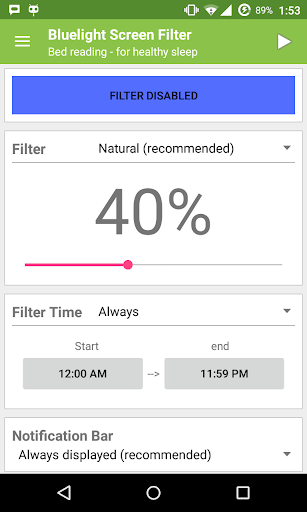 89% 1:53
Bluelight Screen Filter
Bed reading - for healthy sleep
FILTER DISABLED
Filter Natural (recommended)
40%
Filter Time Always
Start end
12:00 AM --> 11:59 PM
Notification Bar
Always displayed (recommended)